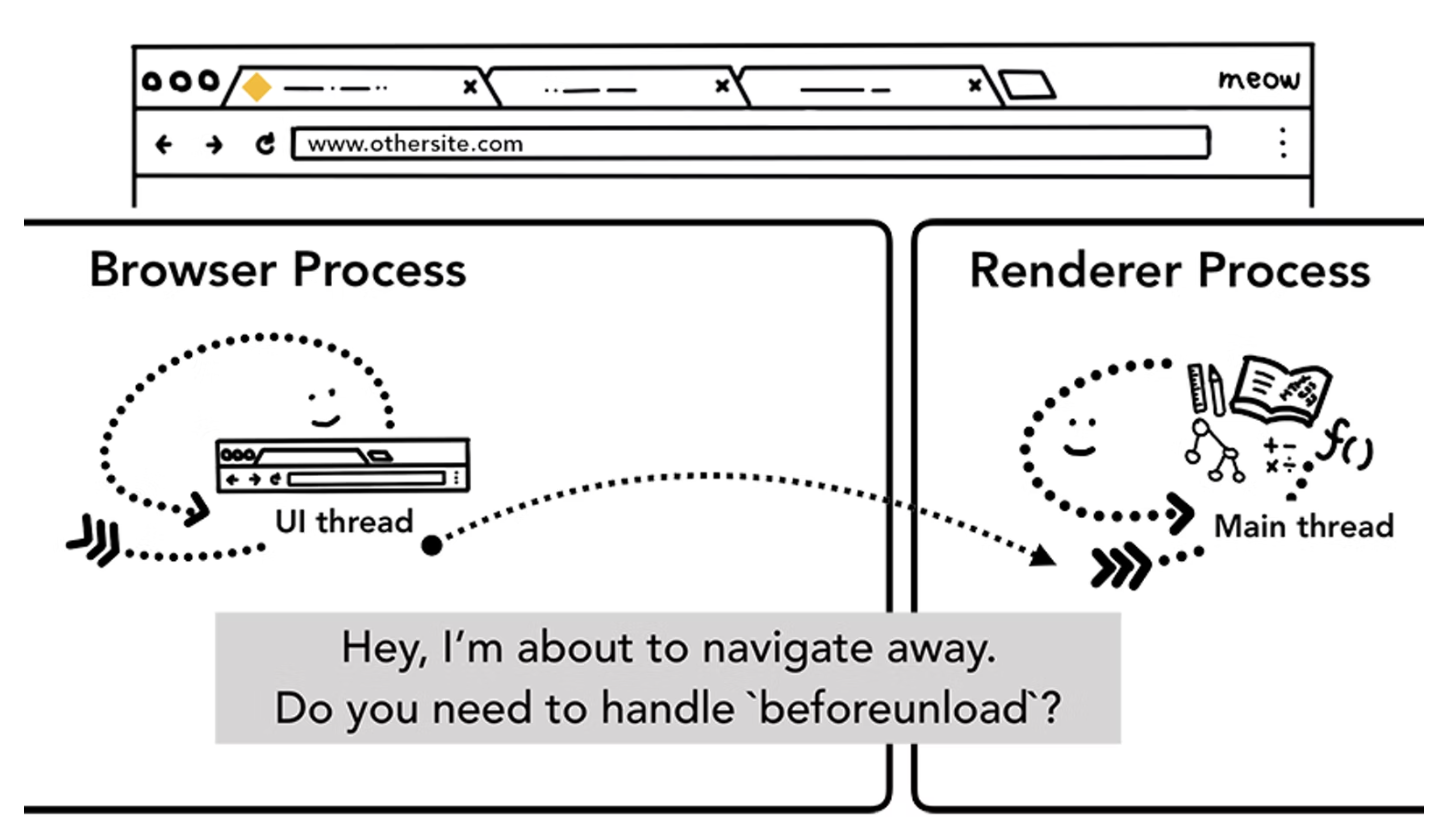 meow
www.othersite.com
Browser Process
Renderer Process
f()
UI thread
Main thread
Hey, I’m about to navigate away.
Do you need to handle `beforeunload`?